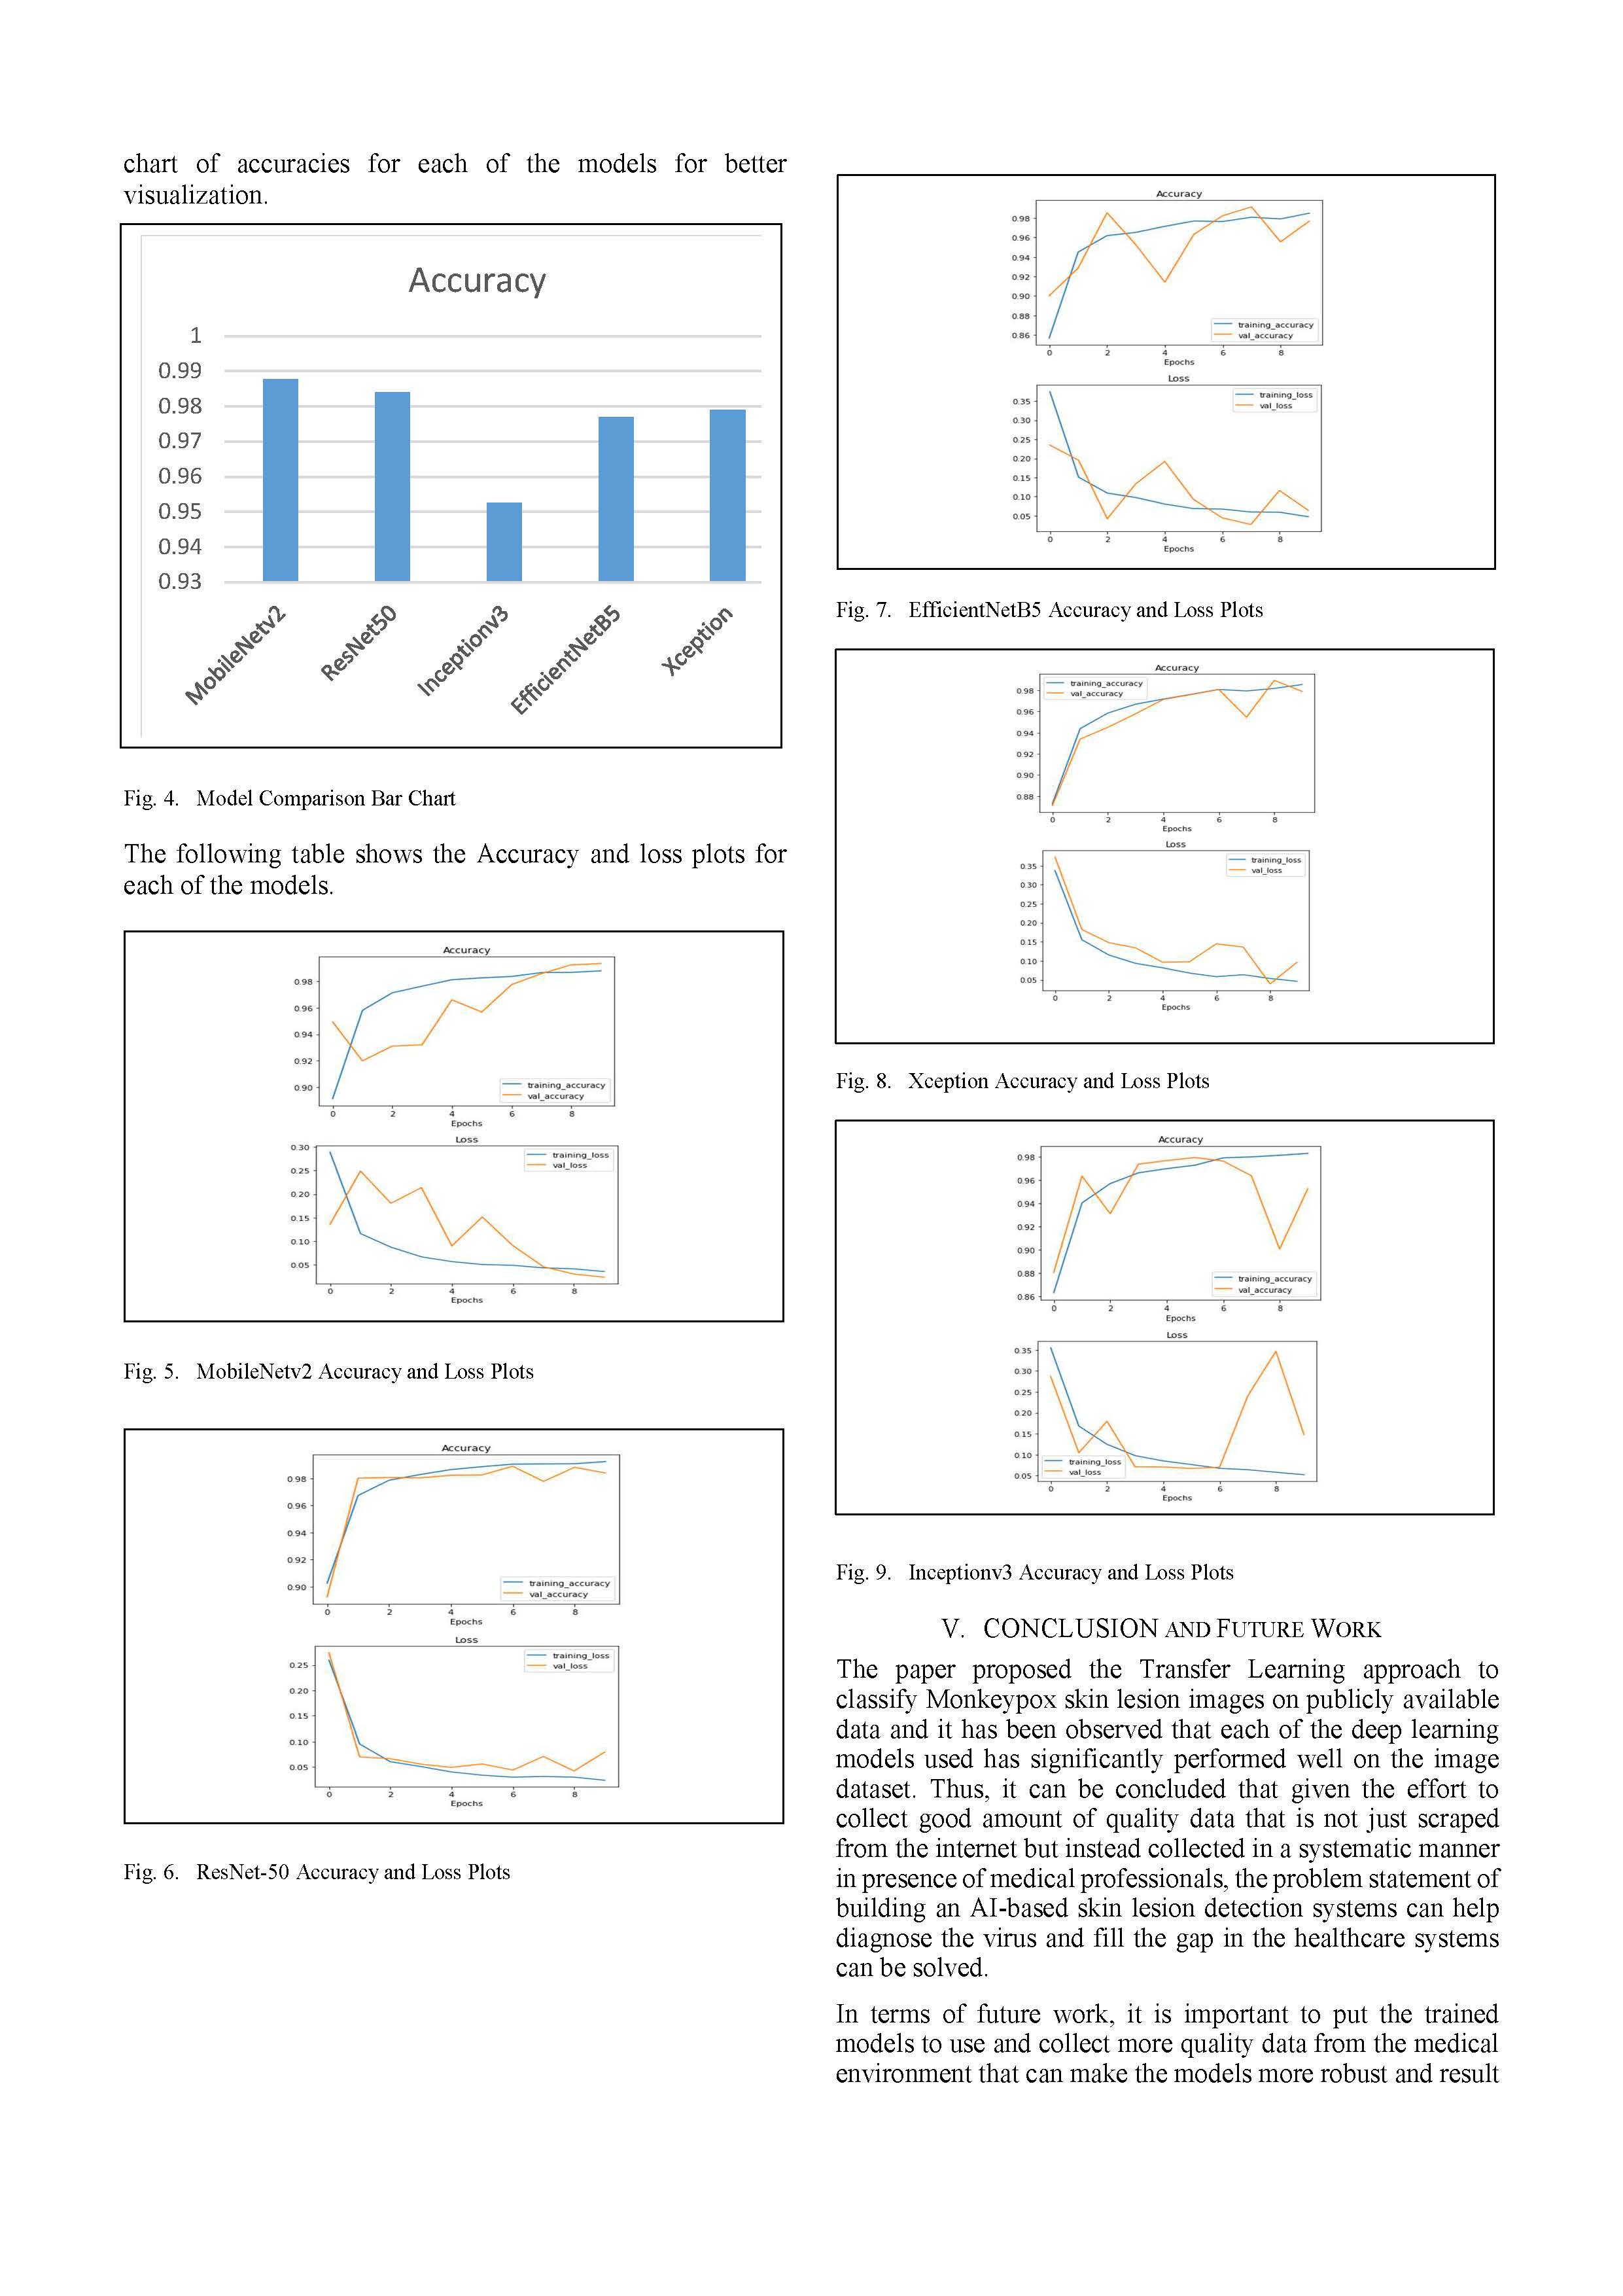 chart of accuracies for each of the models for better
visualization.
Accuracy
1
0.99
0.98
0.97
0.96
0.95
0.94
0.93
MobileNetv2
ResNet50
Inceptionv3
EfficientNetB5
Xception
Fig. 4. Model Comparison Bar Chart
The following table shows the Accuracy and loss plots for
each of the models.
Accuracy
0.98
0.96
0.94
0.92
0.90
training_accuracy
val_accuracy
0 2 4 6 8
Epochs
Loss
0.30
0.25
0.20
0.15
0.10
0.05
training_loss
val_loss
0 2 4 6 8
Epochs
Fig. 5. MobileNetv2 Accuracy and Loss Plots
Accuracy
0.98
0.96
0.94
0.92
0.90
training_accuracy
val_accuracy
0 2 4 6 8
Epochs
Loss
0.25
0.20
0.15
0.10
0.05
training_loss
val_loss
0 2 4 6 8
Epochs
Fig. 6. ResNet-50 Accuracy and Loss Plots
Accuracy
0.98
0.96
0.94
0.92
0.90
0.88
0.86
training_accuracy
val_accuracy
0 2 4 6 8
Epochs
Loss
0.35
0.30
0.25
0.20
0.15
0.10
0.05
training_loss
val_loss
0 2 4 6 8
Epochs
Fig. 7. EfficientNetB5 Accuracy and Loss Plots
Accuracy
0.98
0.96
0.94
0.92
0.90
0.88
training_accuracy
val_accuracy
0 2 4 6 8
Epochs
Loss
0.35
0.30
0.25
0.20
0.15
0.10
0.05
training_loss
val_loss
0 2 4 6 8
Epochs
Fig. 8. Xception Accuracy and Loss Plots
Accuracy
0.98
0.96
0.94
0.92
0.90
0.88
0.86
training_accuracy
val_accuracy
0 2 4 6 8
Epochs
Loss
0.35
0.30
0.25
0.20
0.15
0.10
0.05
training_loss
val_loss
0 2 4 6 8
Epochs
Fig. 9. Inceptionv3 Accuracy and Loss Plots
V. CONCLUSION AND FUTURE WORK
The paper proposed the Transfer Learning approach to
classify Monkeypox skin lesion images on publicly available
data and it has been observed that each of the deep learning
models used has significantly performed well on the image
dataset. Thus, it can be concluded that given the effort to
collect good amount of quality data that is not just scraped
from the internet but instead collected in a systematic manner
in presence of medical professionals, the problem statement of
building an AI-based skin lesion detection systems can help
diagnose the virus and fill the gap in the healthcare systems
can be solved.
In terms of future work, it is important to put the trained
models to use and collect more quality data from the medical
environment that can make the models more robust and result